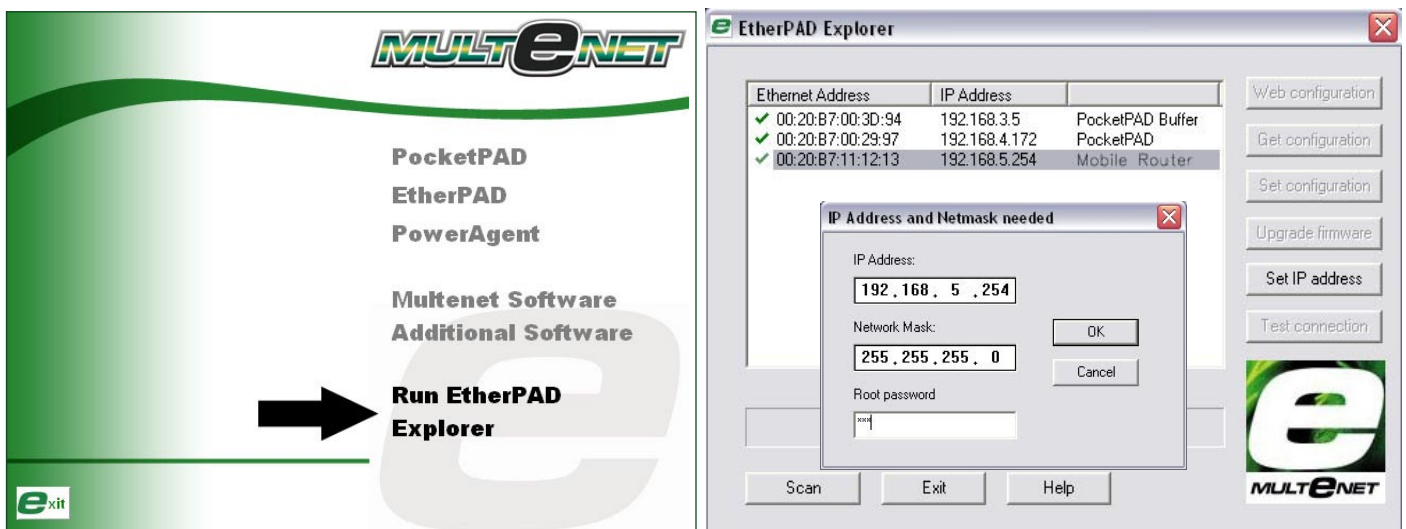 MULTeNET
PocketPAD
EtherPAD
PowerAgent
Multenet Software
Additional Software
Run EtherPAD
Explorer
exit
e EtherPAD Explorer
Ethernet Address IP Address
00:20:B7:00:3D:94 192.168.3.5 PocketPAD Buffer
00:20:B7:00:29:97 192.168.4.172 PocketPAD
00:20:B7:11:12:13 192.168.5.254 Mobile Router
IP Address and Netmask needed
IP Address:
192.168. 5 .254
Network Mask:
255.255.255. 0
Root password
***
OK
Cancel
Web configuration
Get configuration
Set configuration
Upgrade firmware
Set IP address
Test connection
e
MULTeNET
Scan Exit Help